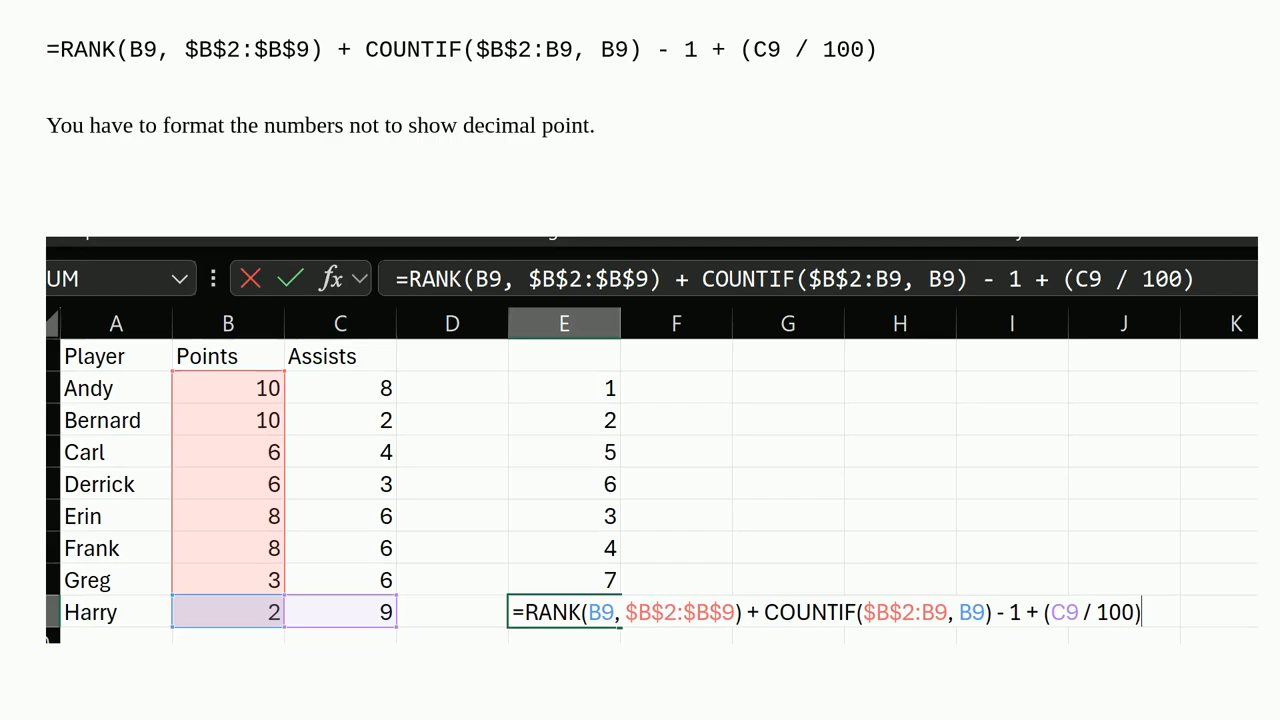 =RANK(B9, $B$2:$B$9) + COUNTIF($B$2:B9, B9) - 1 + (C9 / 100)
You have to format the numbers not to show decimal point.
UM fx =RANK(B9, $B$2:$B$9) + COUNTIF($B$2:B9, B9) - 1 + (C9 / 100)
A B C D E F G H I J K
Player Points Assists
Andy 10 8 1
Bernard 10 2 2
Carl 6 4 5
Derrick 6 3 6
Erin 8 6 3
Frank 8 6 4
Greg 3 6 7
Harry 2 9 =RANK(B9, $B$2:$B$9) + COUNTIF($B$2:B9, B9) - 1 + (C9 / 100)